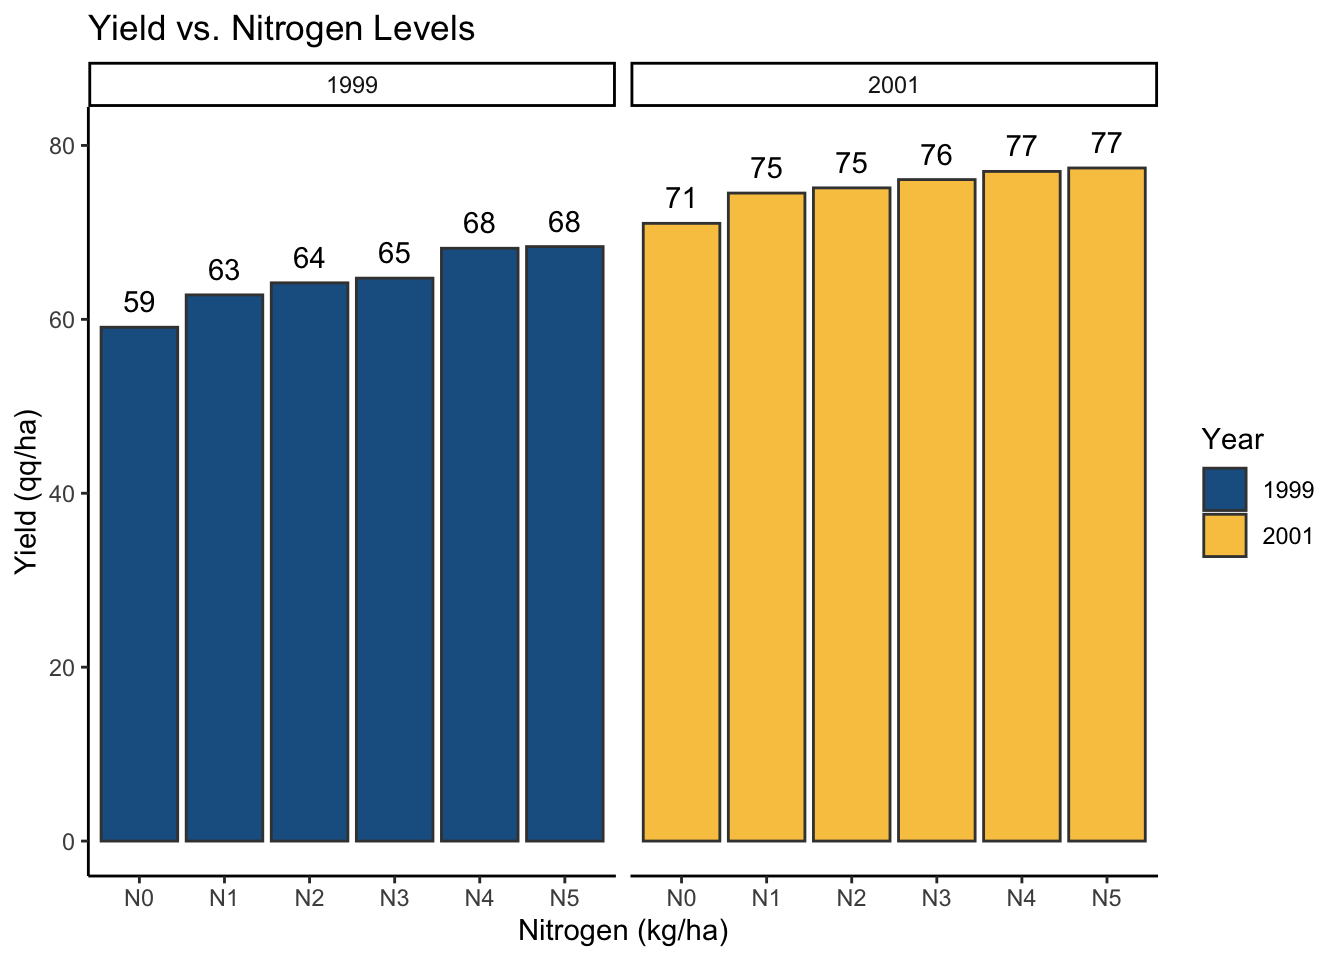 Yield vs. Nitrogen Levels
1999
2001
80
60
40
20
0
Yield (qq/ha)
59
63
64
65
68
68
71
75
75
76
77
77
N0
N1
N2
N3
N4
N5
N0
N1
N2
N3
N4
N5
Nitrogen (kg/ha)
Year
1999
2001